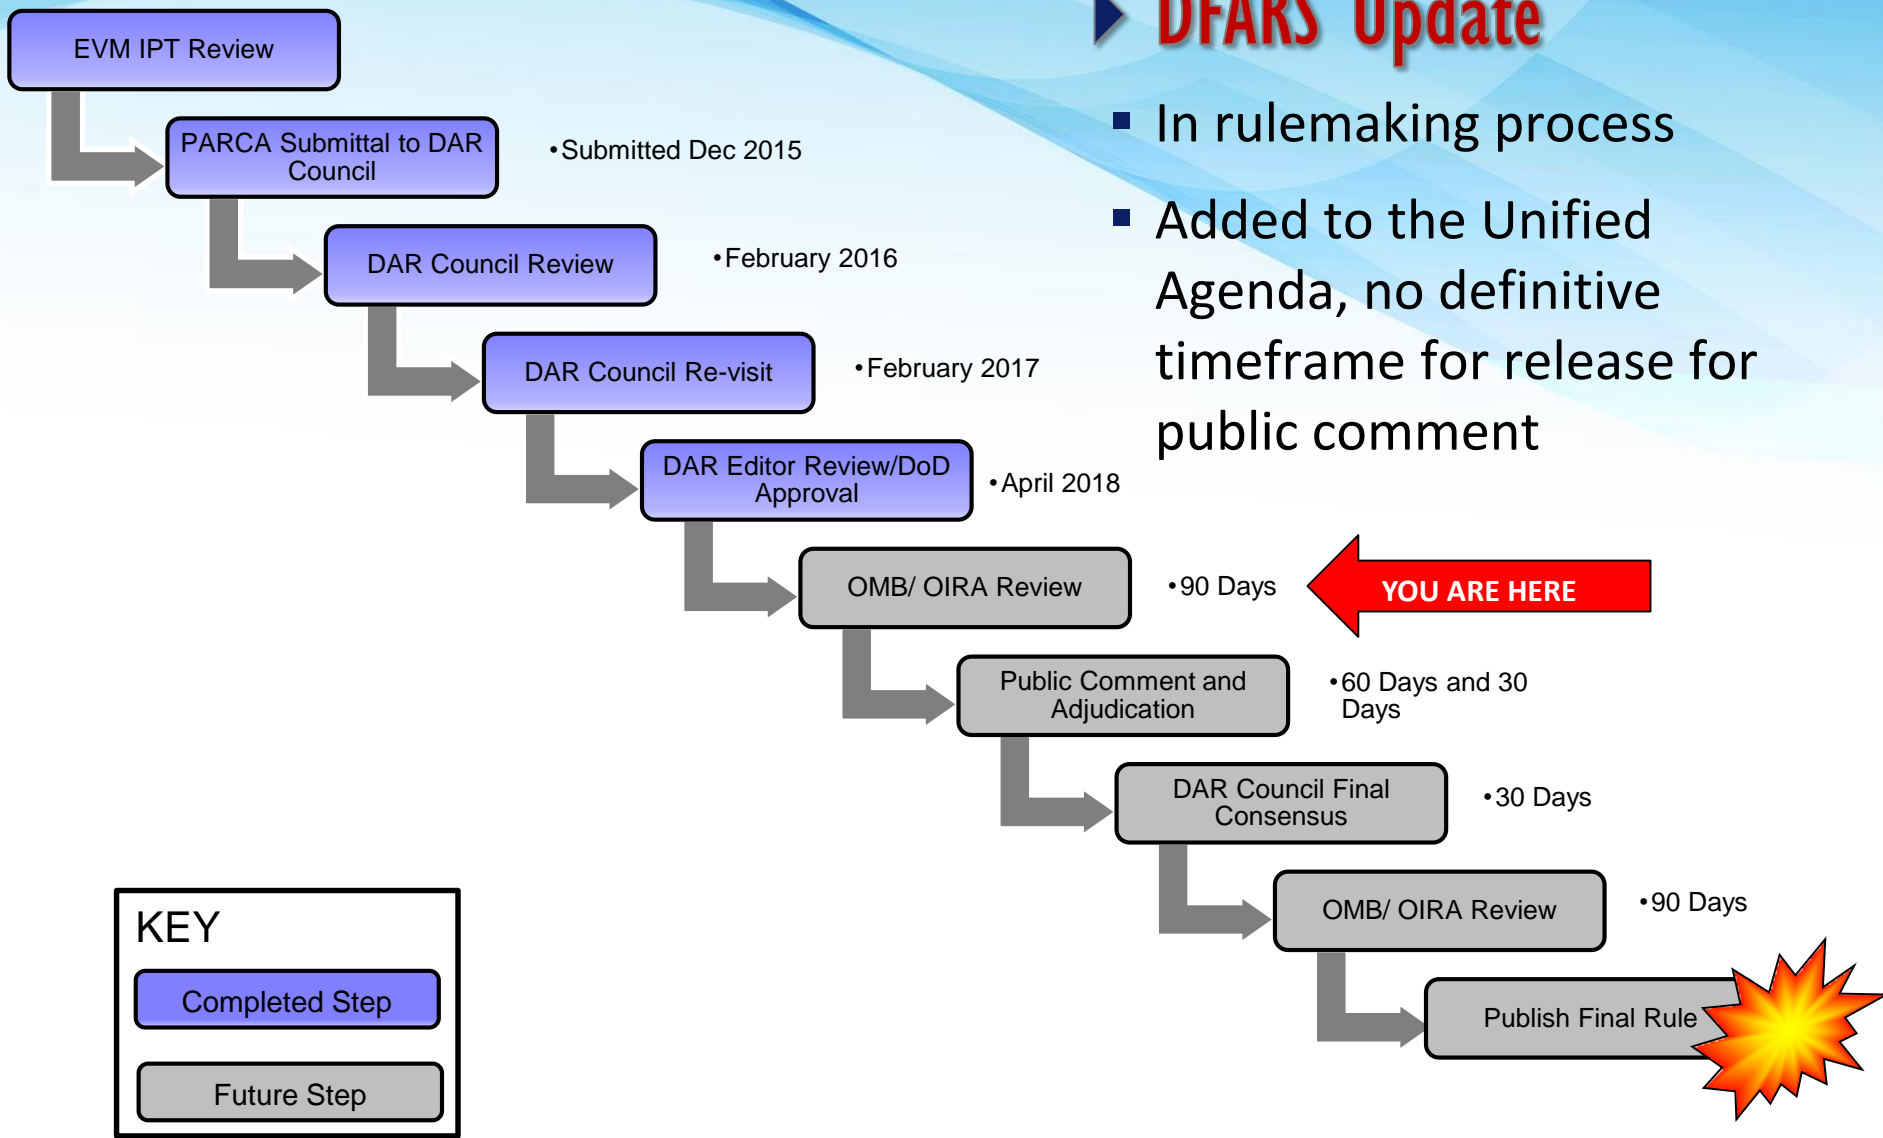 DFARS Update
In rulemaking process
Added to the Unified
Agenda, no definitive
timeframe for release for
public comment
EVM IPT Review
PARCA Submittal to DAR
Council
•Submitted Dec 2015
DAR Council Review
•February 2016
DAR Council Re-visit
•February 2017
DAR Editor Review/DoD
Approval
•April 2018
OMB/ OIRA Review
•90 Days
YOU ARE HERE
Public Comment and
Adjudication
•60 Days and 30
Days
DAR Council Final
Consensus
•30 Days
OMB/ OIRA Review
•90 Days
Publish Final Rule
KEY
Completed Step
Future Step